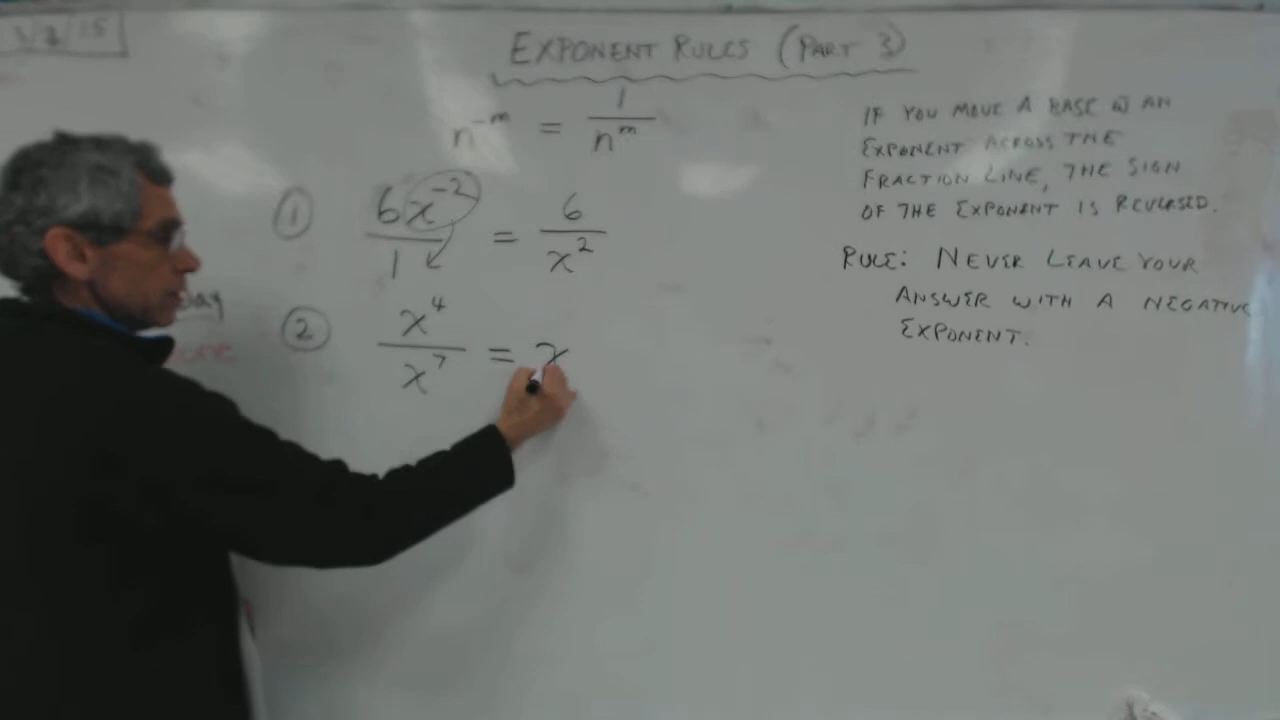 EXPONENT RULES (PART 3)
n^-m = 1/n^m
① 6x^-2/1 = 6/x^2
② x^4/x^7 = x
IF YOU MOVE A BASE W AN
EXPONENT ACROSS THE
FRACTION LINE, THE SIGN
OF THE EXPONENT IS REVERSED.
RULE: NEVER LEAVE YOUR
ANSWER WITH A NEGATIVE
EXPONENT.